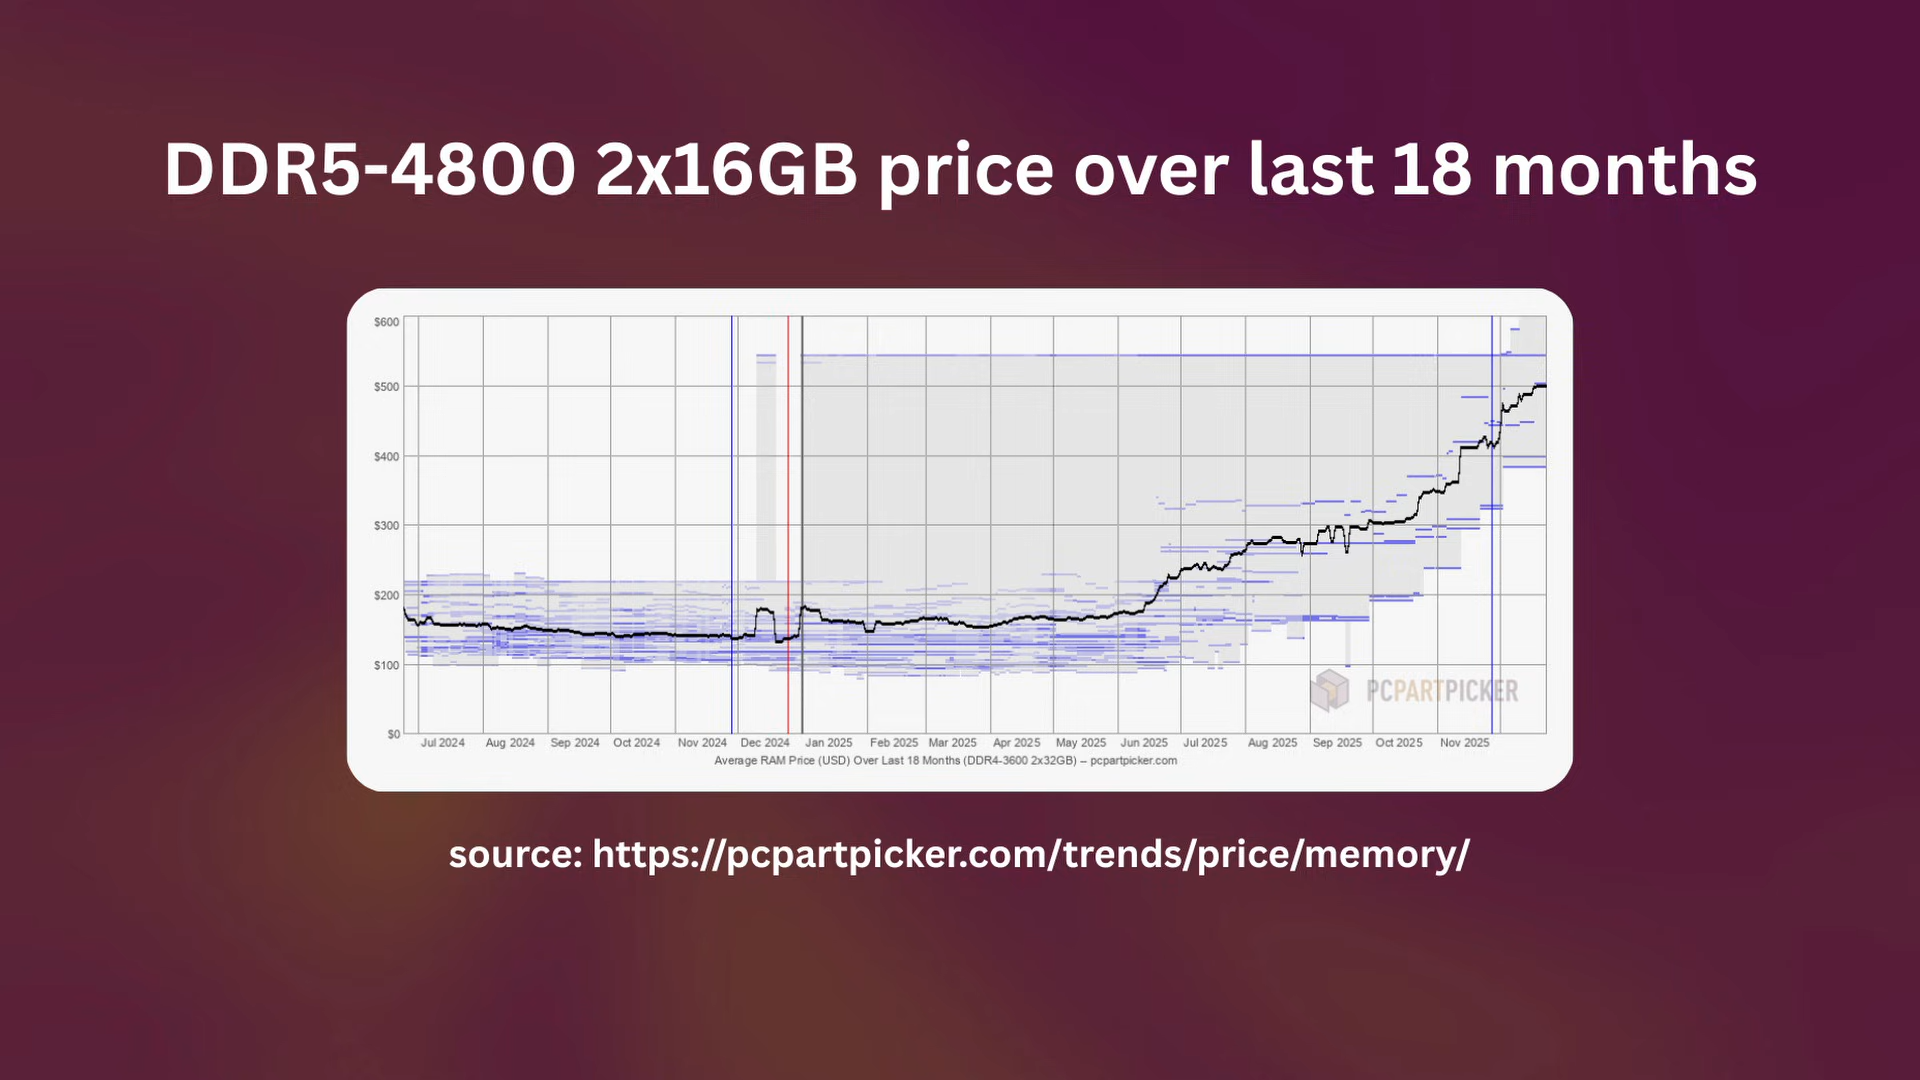 DDR5-4800 2x16GB price over last 18 months
$600
$500
$400
$300
$200
$100
$0
PCPARTPICKER
Jul 2024 Aug 2024 Sep 2024 Oct 2024 Nov 2024 Dec 2024 Jan 2025 Feb 2025 Mar 2025 Apr 2025 May 2025 Jun 2025 Jul 2025 Aug 2025 Sep 2025 Oct 2025 Nov 2025
Average RAM Price (USD) Over Last 18 Months (DDR4-3600 2x32GB) – pcpartpicker.com
source: https://pcpartpicker.com/trends/price/memory/